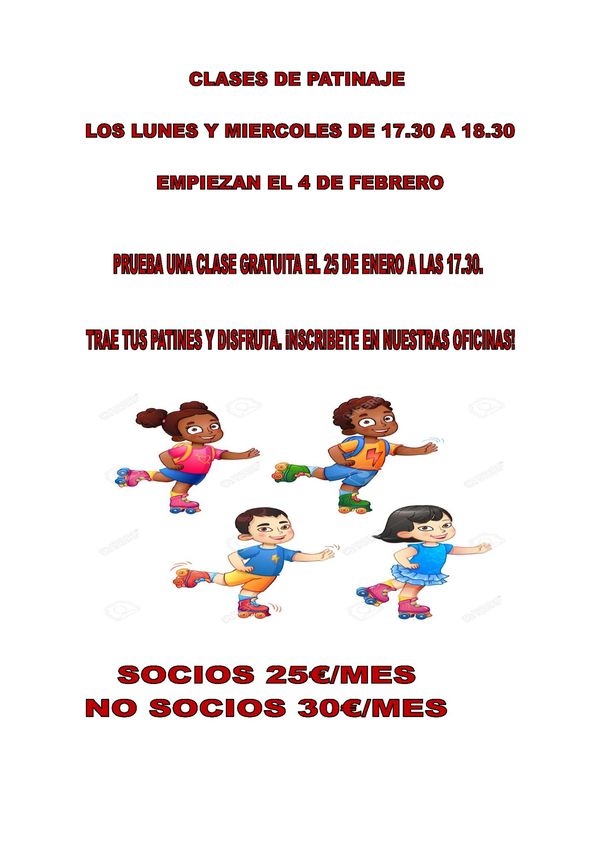 CLASES DE PATINAJE
LOS LUNES Y MIERCOLES DE 17.30 A 18.30
EMPIEZAN EL 4 DE FEBRERO
PRUEBA UNA CLASE GRATUITA EL 25 DE ENERO A LAS 17.30.
TRAE TUS PATINES Y DISFRUTA. ¡NSCRIBETE EN NUESTRAS OFICINAS!
SOCIOS 25€/MES
NO SOCIOS 30€/MES